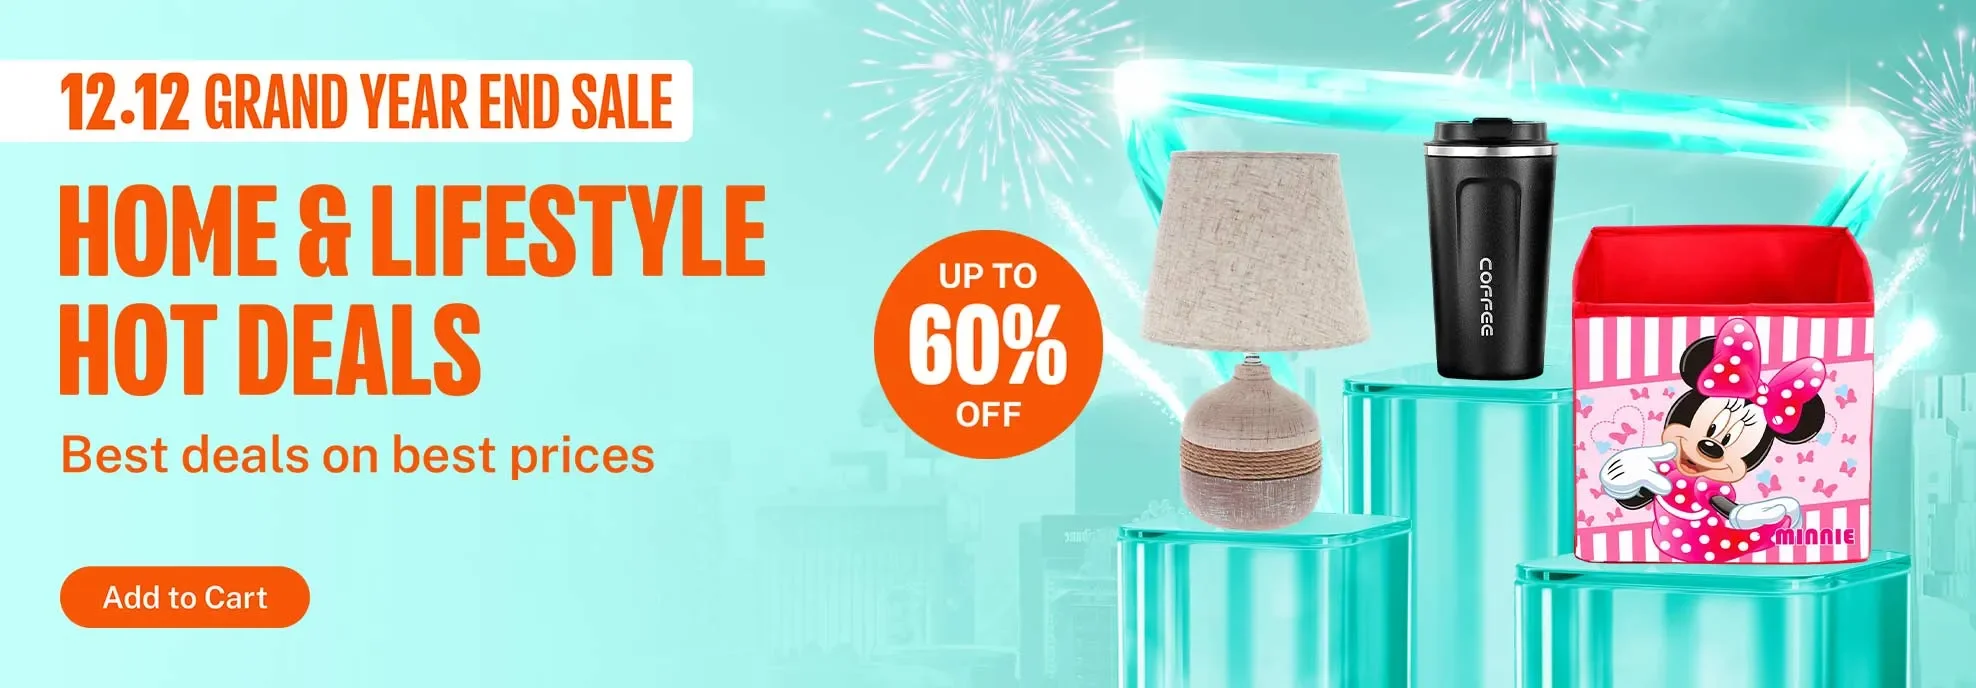 12.12 GRAND YEAR END SALE
HOME & LIFESTYLE
HOT DEALS
Best deals on best prices
Add to Cart
UP TO
60%
OFF
COFFEE
MINNIE